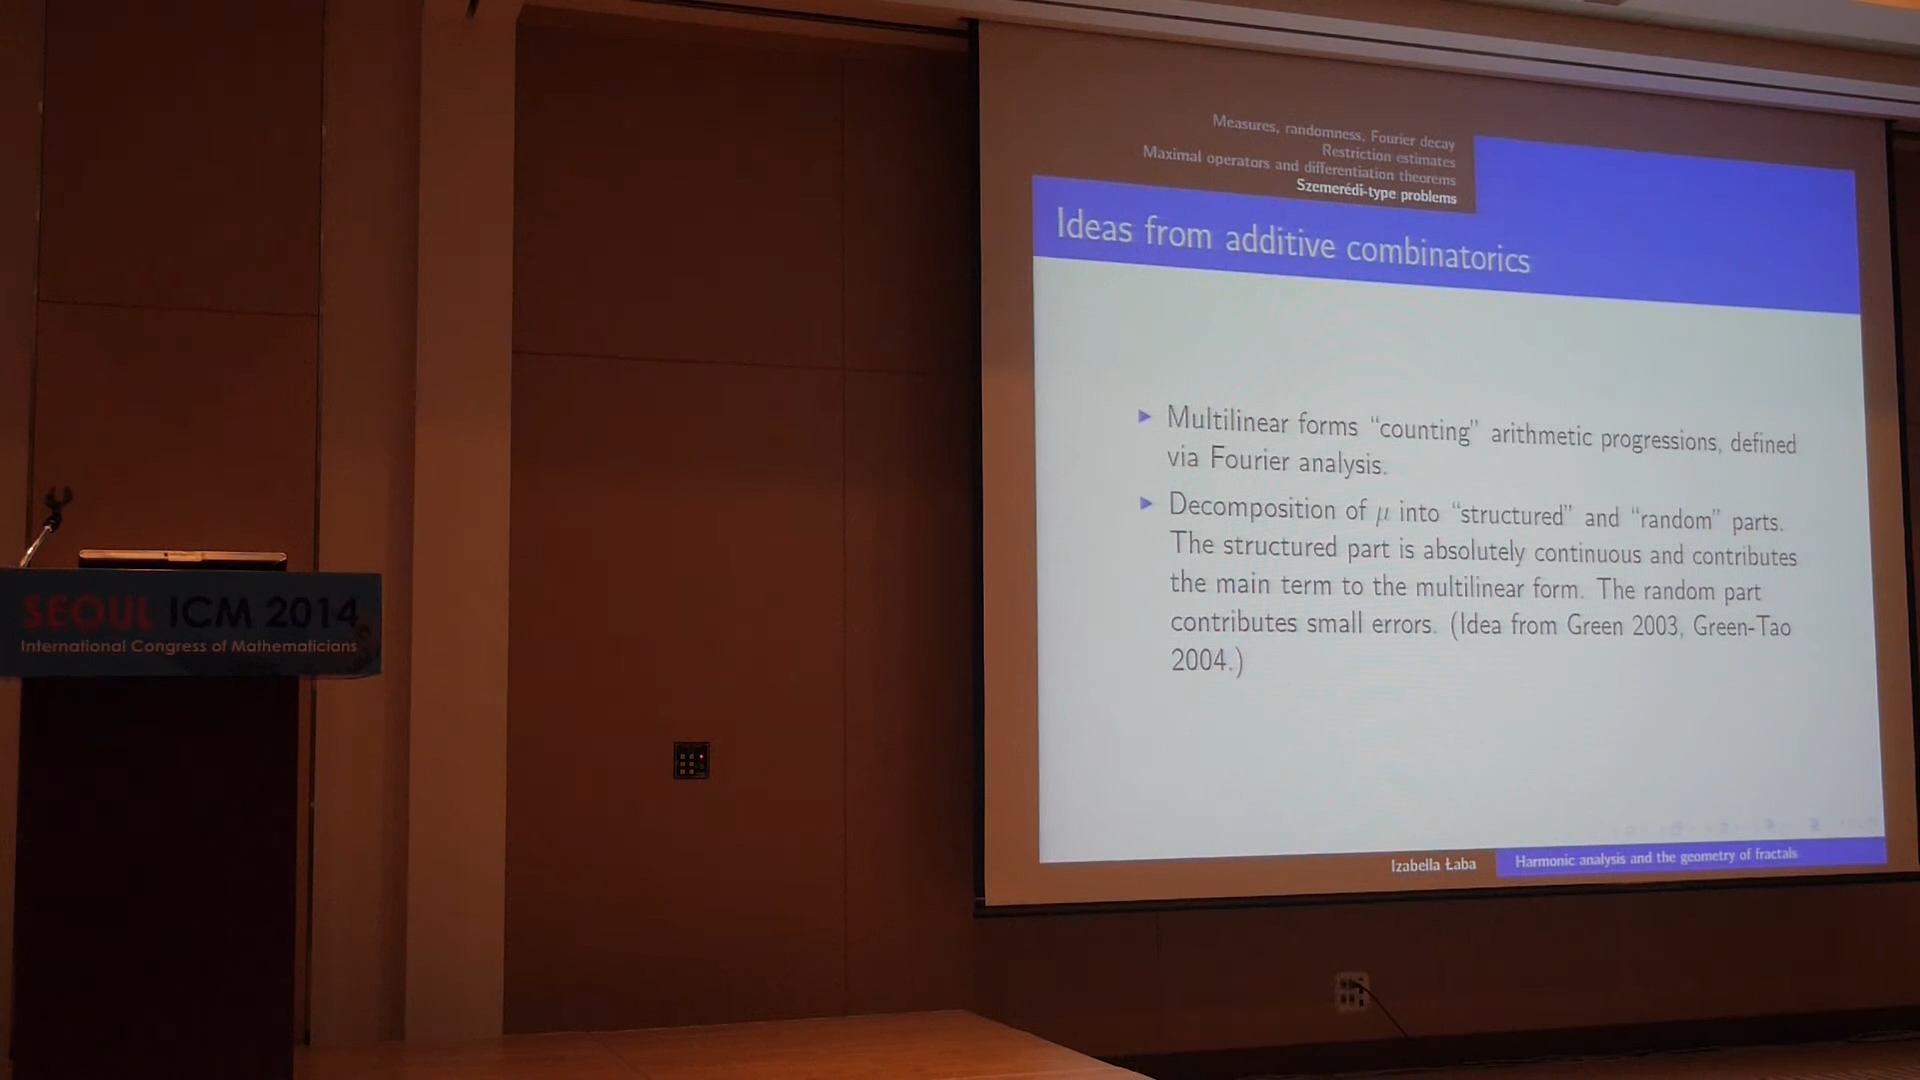 Measures, randomness, Fourier decay
Restriction estimates
Maximal operators and differentiation theorems
Szemerédi-type problems
Ideas from additive combinatorics
▶ Multilinear forms “counting” arithmetic progressions, defined
via Fourier analysis.
▶ Decomposition of μ into “structured” and “random” parts.
The structured part is absolutely continuous and contributes
the main term to the multilinear form. The random part
contributes small errors. (Idea from Green 2003, Green-Tao
2004.)
Izabella Łaba
Harmonic analysis and the geometry of fractals
SEOUL ICM 2014
International Congress of Mathematicians